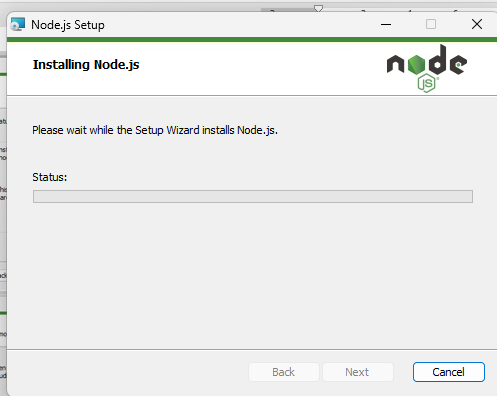 Node.js Setup
Installing Node.js
node
JS
Please wait while the Setup Wizard installs Node.js.
Status:
Back
Next
Cancel